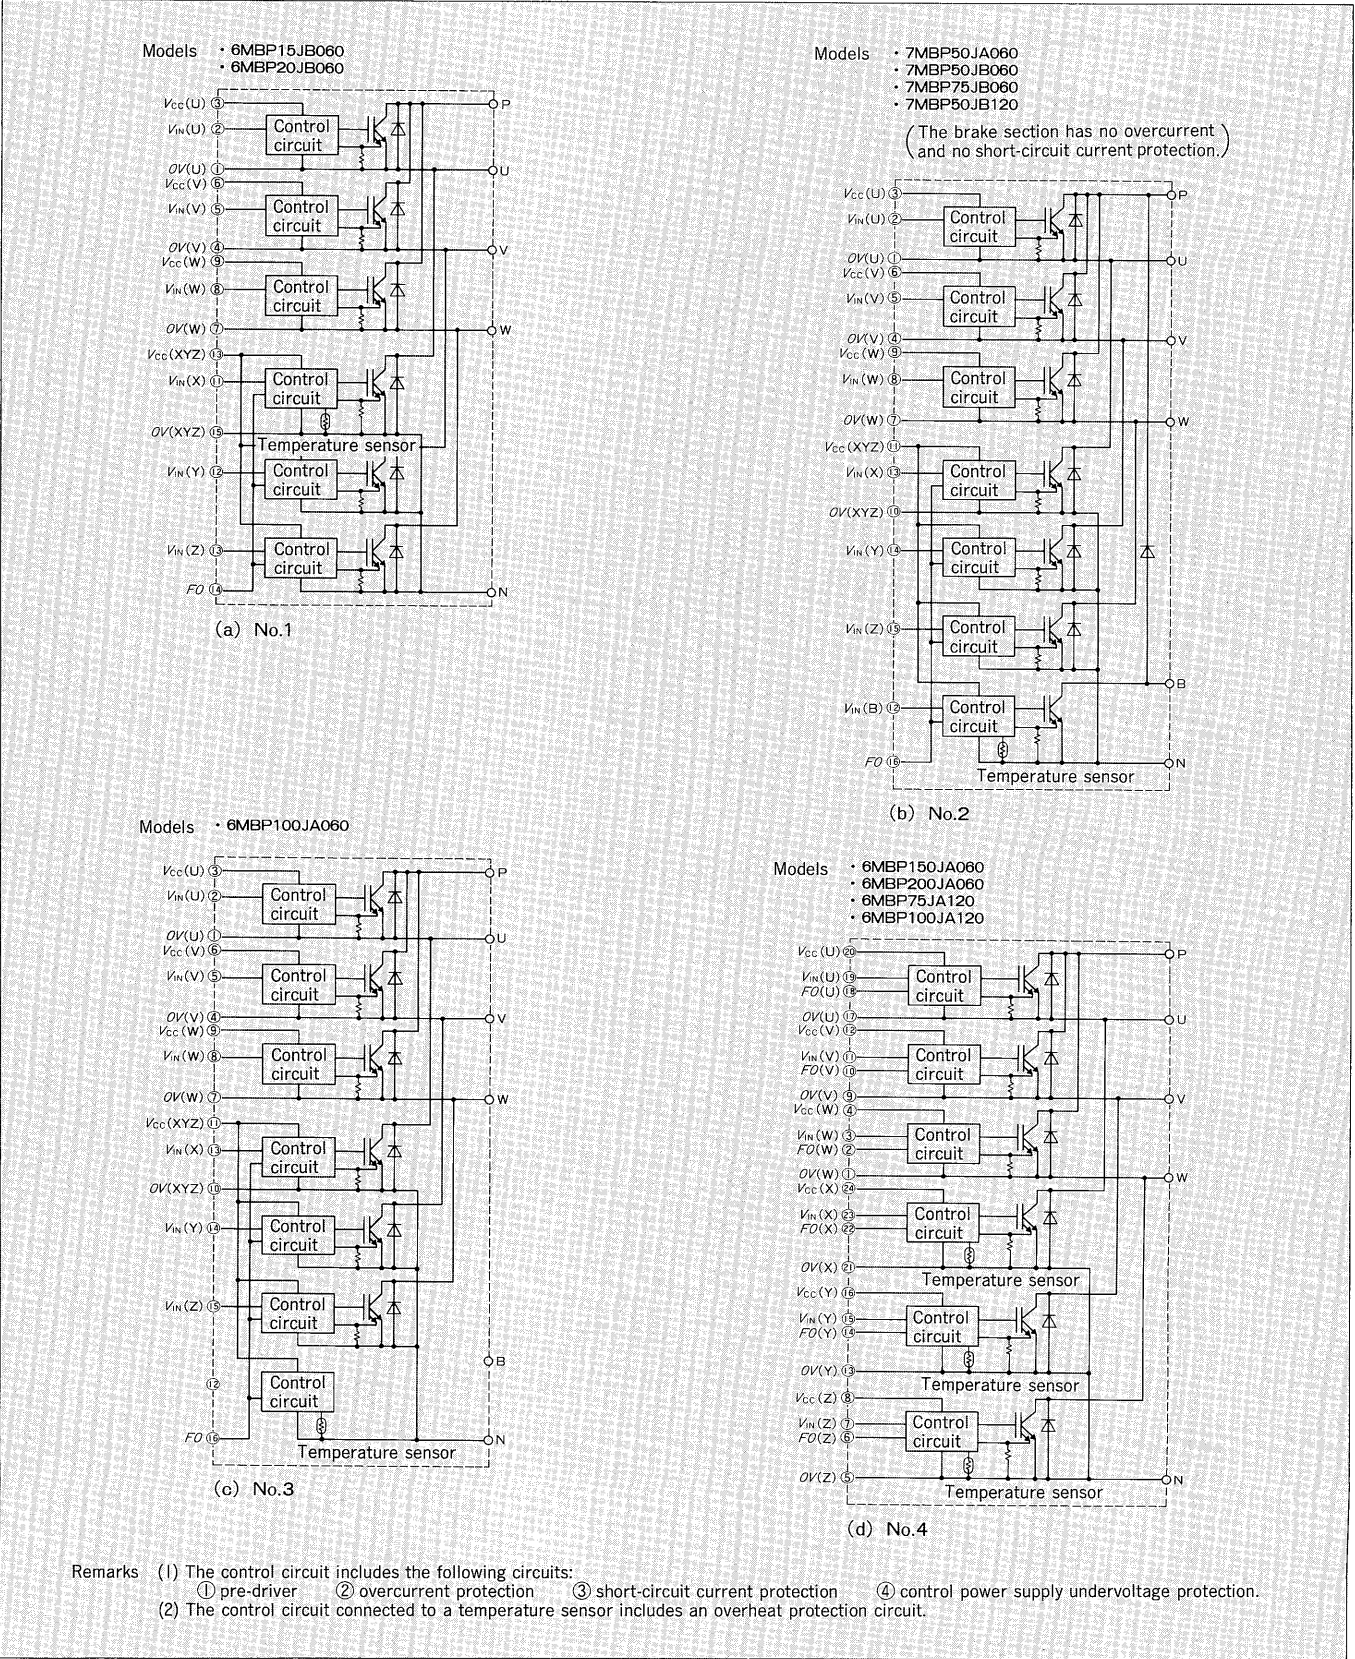 Models ・6MBP15JB060
・6MBP20JB060
Vcc(U) ③
P
VIN(U) ②
Control
circuit
OV(U) ①
U
Vcc(V) ⑥
VIN(V) ⑤
Control
circuit
OV(V) ④
V
Vcc(W) ⑨
VIN(W) ⑧
Control
circuit
OV(W) ⑦
W
Vcc(XYZ) ⑬
VIN(X) ⑪
Control
circuit
OV(XYZ) ⑮
Temperature sensor
VIN(Y) ⑫
Control
circuit
VIN(Z) ⑬
Control
circuit
FO ⑭
N
(a) No.1
Models ・7MBP50JA060
・7MBP50JB060
・7MBP75JB060
・7MBP50JB120
(The brake section has no overcurrent
and no short-circuit current protection.)
Vcc(U) ③
P
VIN(U) ②
Control
circuit
OV(U) ①
U
Vcc(V) ⑥
VIN(V) ⑤
Control
circuit
OV(V) ④
V
Vcc(W) ⑨
VIN(W) ⑧
Control
circuit
OV(W) ⑦
W
Vcc(XYZ) ⑪
VIN(X) ⑬
Control
circuit
OV(XYZ) ⑩
VIN(Y) ⑭
Control
circuit
VIN(Z) ⑮
Control
circuit
B
VIN(B) ⑫
Control
circuit
FO ⑯
N
Temperature sensor
(b) No.2
Models ・6MBP100JA060
Vcc(U) ③
P
VIN(U) ②
Control
circuit
OV(U) ①
U
Vcc(V) ⑥
VIN(V) ⑤
Control
circuit
OV(V) ④
V
Vcc(W) ⑨
VIN(W) ⑧
Control
circuit
OV(W) ⑦
W
Vcc(XYZ) ⑪
VIN(X) ⑬
Control
circuit
OV(XYZ) ⑩
VIN(Y) ⑭
Control
circuit
VIN(Z) ⑮
Control
circuit
B
⑫
Control
circuit
FO ⑯
N
Temperature sensor
(c) No.3
Models ・6MBP150JA060
・6MBP200JA060
・6MBP75JA120
・6MBP100JA120
Vcc(U) ⑳
P
VIN(U) ⑲
FO(U) ⑱
Control
circuit
OV(U) ⑰
U
Vcc(V) ⑫
VIN(V) ⑪
FO(V) ⑩
Control
circuit
OV(V) ⑨
V
Vcc(W) ④
VIN(W) ③
FO(W) ②
Control
circuit
OV(W) ①
W
Vcc(X) ㉔
VIN(X) ㉓
FO(X) ㉒
Control
circuit
OV(X) ㉑
Temperature sensor
Vcc(Y) ⑯
VIN(Y) ⑮
FO(Y) ⑭
Control
circuit
OV(Y) ⑬
Temperature sensor
Vcc(Z) ⑧
VIN(Z) ⑦
FO(Z) ⑥
Control
circuit
OV(Z) ⑤
N
Temperature sensor
(d) No.4
Remarks (1) The control circuit includes the following circuits:
① pre-driver ② overcurrent protection ③ short-circuit current protection ④ control power supply undervoltage protection.
(2) The control circuit connected to a temperature sensor includes an overheat protection circuit.